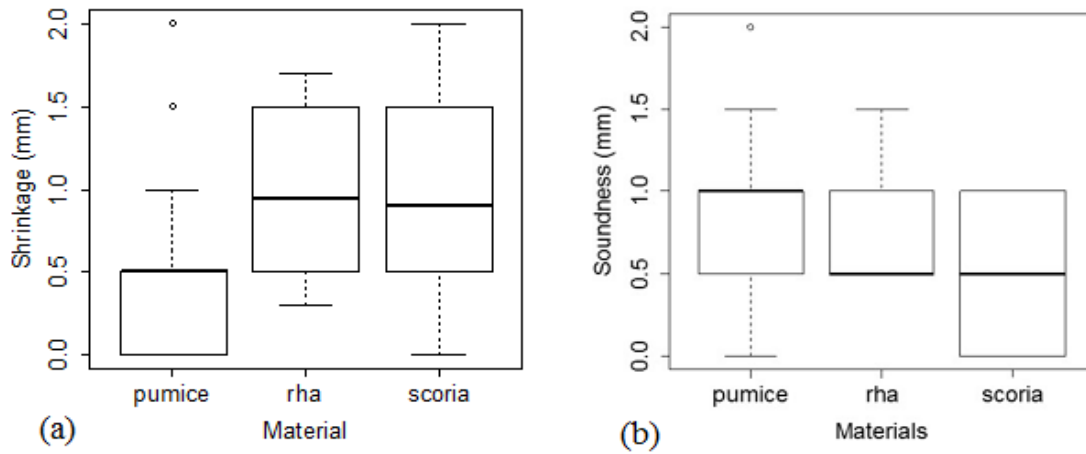 Shrinkage (mm)
2.0
1.5
1.0
0.5
0.0
pumice rha scoria
Material
(a)
Soundness (mm)
2.0
1.5
1.0
0.5
0.0
pumice rha scoria
Materials
(b)